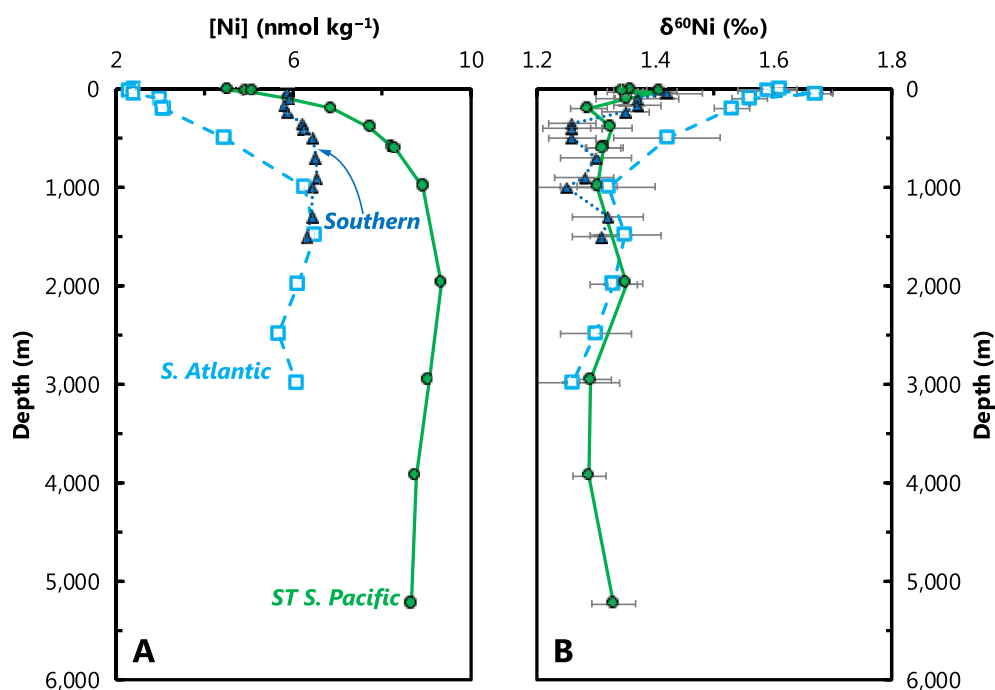 [Ni] (nmol kg⁻¹)
2 6 10
0
1,000
2,000
3,000
4,000
5,000
6,000
Depth (m)
Southern
S. Atlantic
ST S. Pacific
A
δ⁶⁰Ni (‰)
1.2 1.4 1.6 1.8
0
1,000
2,000
3,000
4,000
5,000
6,000
Depth (m)
B